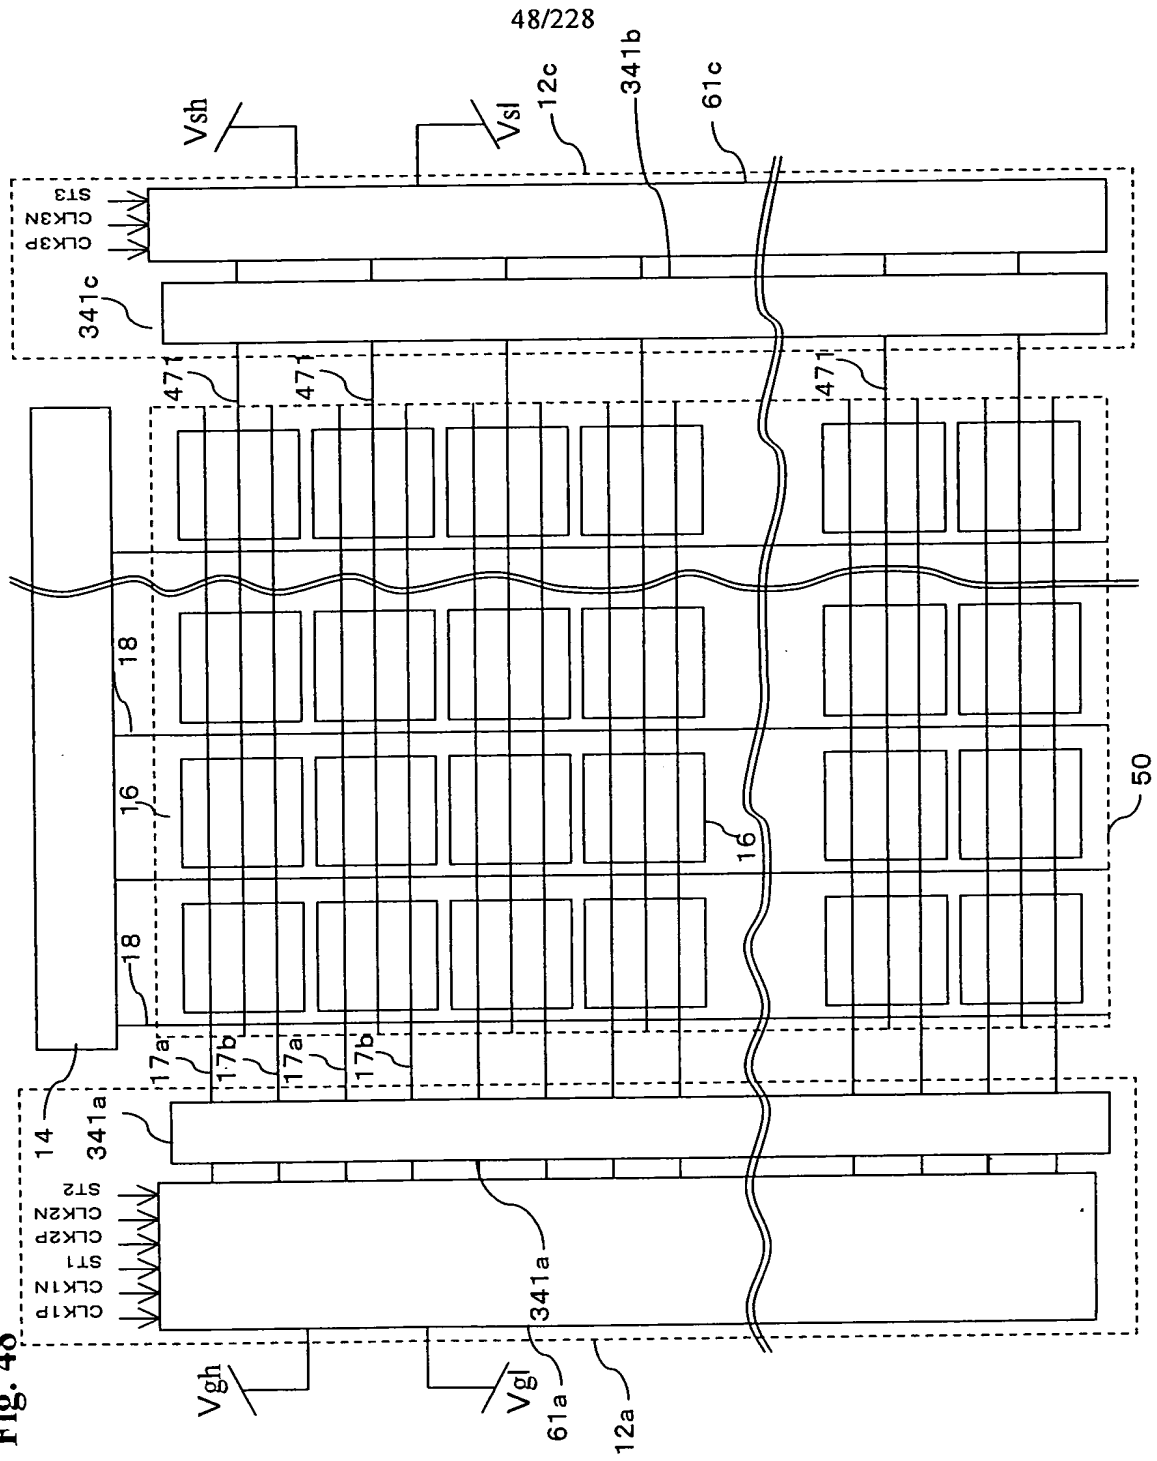 48/228
Fig. 48
Vsh
Vsl
12c
341b
61c
ST3
CLK3N
CLK3P
341c
471
471
471
18
16
16
18
50
14
17a
17b
17a
17b
341a
ST2
CLK2N
CLK2P
ST1
CLK1N
CLK1P
341a
Vgh
Vgl
61a
12a